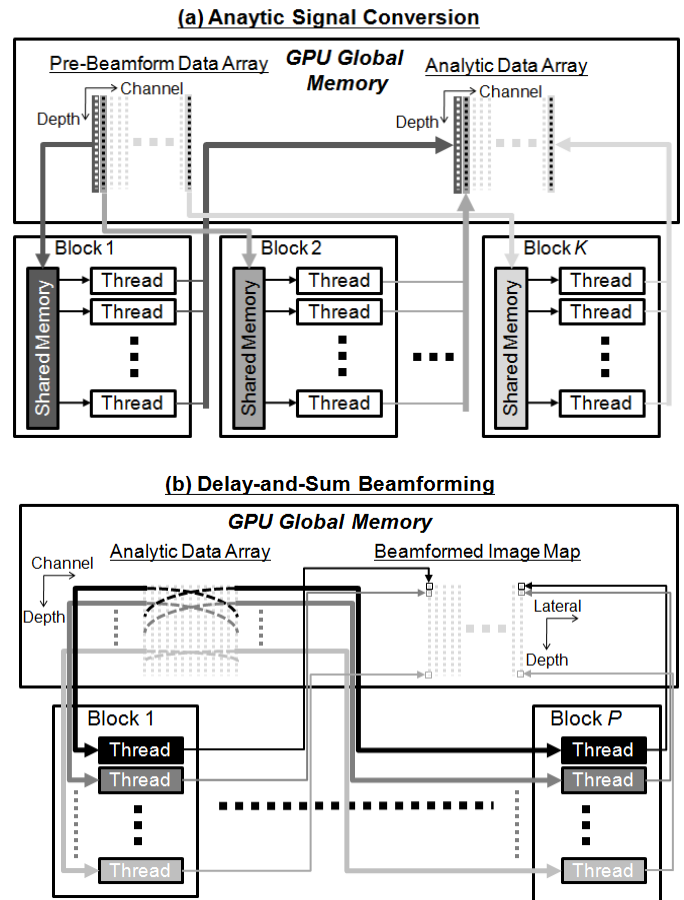 (a) Anaytic Signal Conversion
GPU Global
Memory
Pre-Beamform Data Array
Channel
Depth
Analytic Data Array
Channel
Depth
Block 1
Shared Memory
Thread
Thread
Thread
Block 2
Shared Memory
Thread
Thread
Thread
Block K
Shared Memory
Thread
Thread
Thread
(b) Delay-and-Sum Beamforming
GPU Global Memory
Analytic Data Array
Channel
Depth
Beamformed Image Map
Lateral
Depth
Block 1
Thread
Thread
Thread
Block P
Thread
Thread
Thread